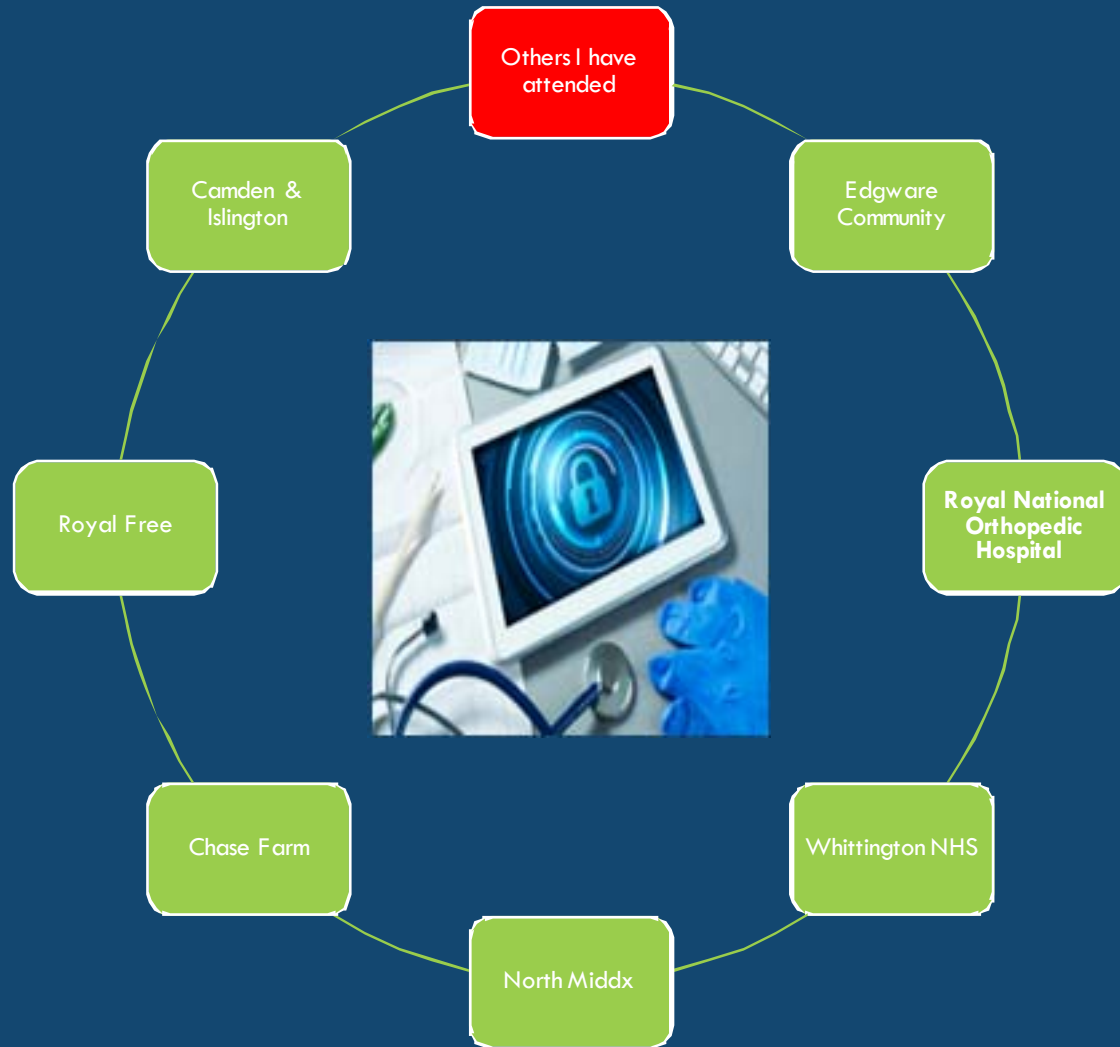 Others I have
attended
Edgware
Community
Royal National
Orthopedic
Hospital
Whittington NHS
North Middx
Chase Farm
Royal Free
Camden &
Islington